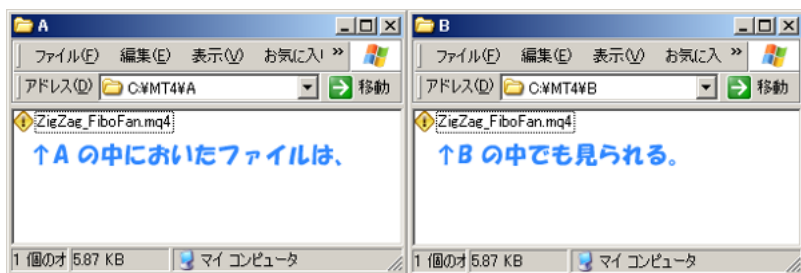 A
ファイル(F) 編集(E) 表示(V) お気に入り »
アドレス(D) C:¥MT4¥A 移動
ZigZag_FiboFan.mq4
↑A の中においたファイルは、
1 個のオ 5.87 KB マイ コンピュータ
B
ファイル(F) 編集(E) 表示(V) お気に入 »
アドレス(D) C:¥MT4¥B 移動
ZigZag_FiboFan.mq4
↑B の中でも見られる。
1 個のオ 5.87 KB マイ コンピュータ